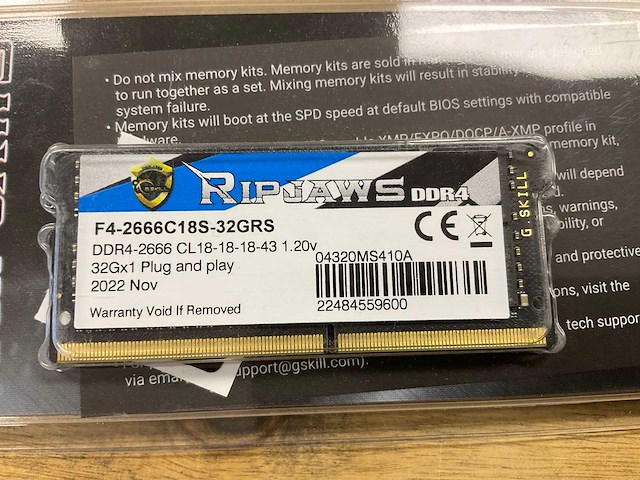 • Do not mix memory kits. Memory kits are sold in
to run together as a set. Mixing memory kits will result in stability
system failure.
• Memory kits will boot at the SPD speed at default BIOS settings with compatible
XMP/EXPO/DOCP/A-XMP profile in
memory kit,
will depend
warnings,
or
and protective
visit the
tech support
via support@gskill.com)
RIPJAWS DDR4
F4-2666C18S-32GRS
DDR4-2666 CL18-18-18-43 1.20v
32Gx1 Plug and play
2022 Nov
Warranty Void If Removed
CE
04320MS410A
22484559600
G.SKILL